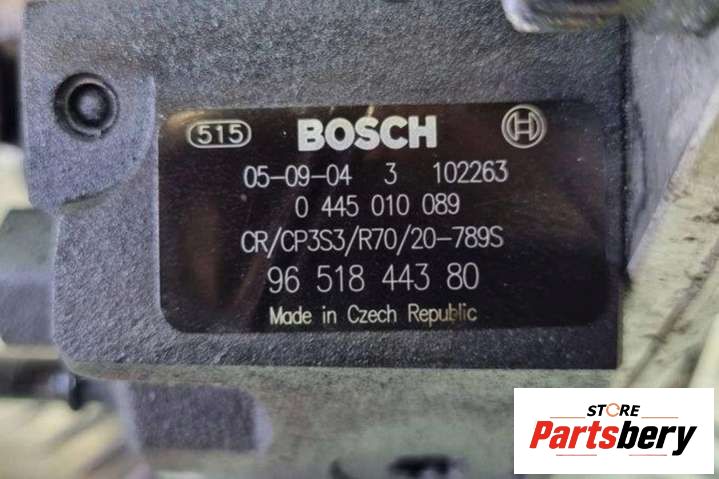 515 BOSCH
05-09-04 3 102263
0 445 010 089
CR/CP3S3/R70/20-789S
96 518 443 80
Made in Czech Republic
STORE
Partsbery